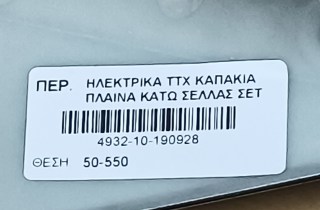 ΠΕΡ. ΗΛΕΚΤΡΙΚΑ ΤΤΧ ΚΑΠΑΚΙΑ
ΠΛΑΙΝΑ ΚΑΤΩ ΣΕΛΛΑΣ ΣΕΤ
4932-10-190928
ΘΕΣΗ 50-550